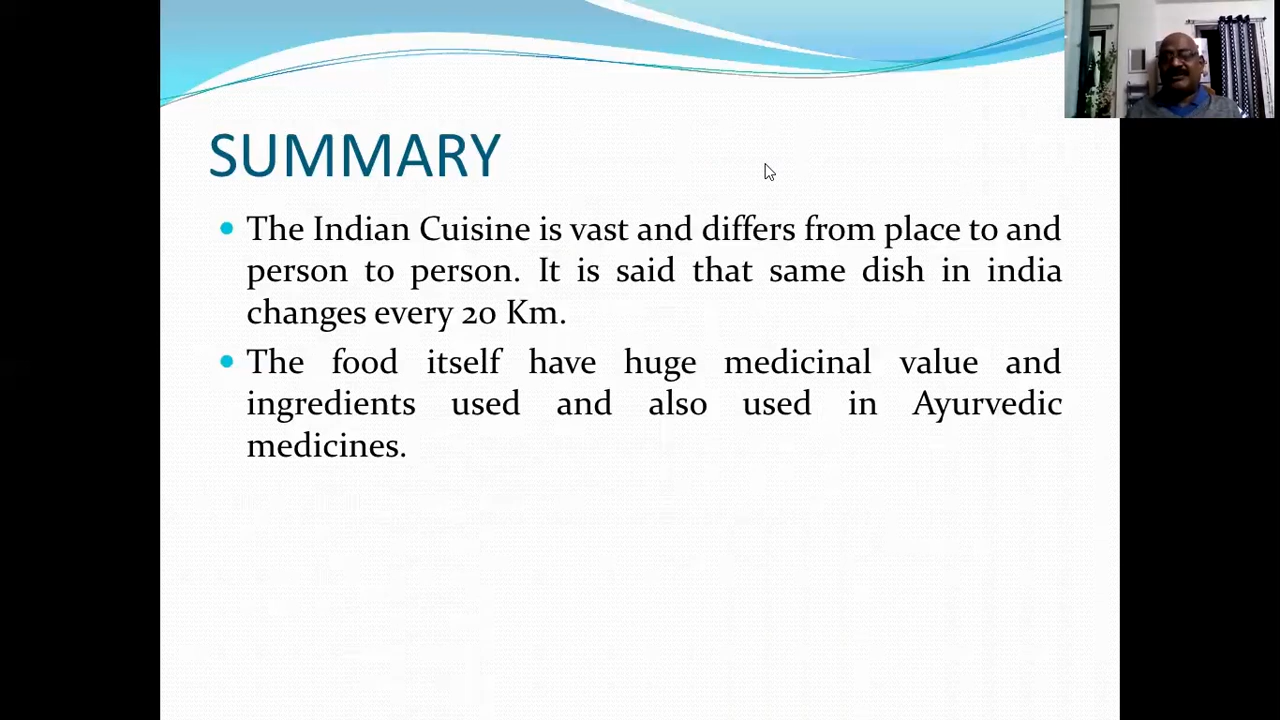 SUMMARY
The Indian Cuisine is vast and differs from place to and
person to person. It is said that same dish in india
changes every 20 Km.
The food itself have huge medicinal value and
ingredients used and also used in Ayurvedic
medicines.